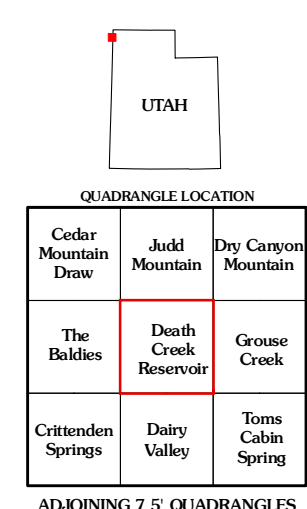 UTAH
QUADRANGLE LOCATION
Cedar
Mountain
Draw
Judd
Mountain
Dry Canyon
Mountain
The
Baldies
Death
Creek
Reservoir
Grouse
Creek
Crittenden
Springs
Dairy
Valley
Toms
Cabin
Spring
ADJOINING 7.5' QUADRANGLES